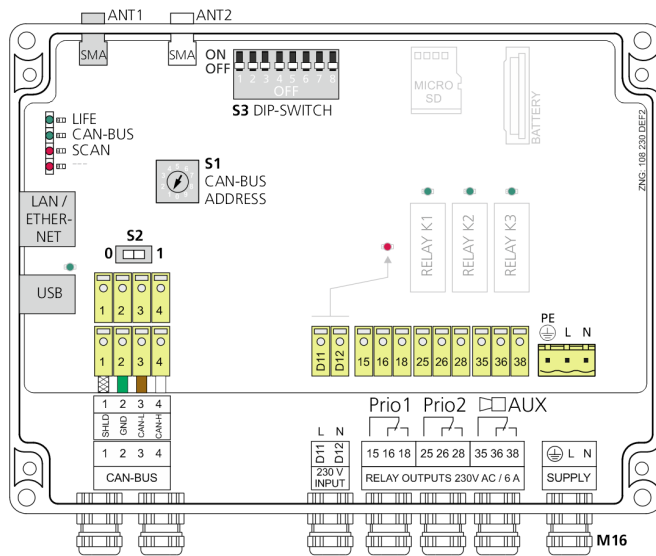 ANT1 ANT2
SMA SMA
ON
OFF
1 2 3 4 5 6 7 8
OFF
S3 DIP-SWITCH
MICRO
SD
BATTERY
ZNG: 108 230 DEF2
LIFE
CAN-BUS
SCAN
---
S1
CAN-BUS
ADDRESS
LAN /
ETHER-
NET
S2
0 1
USB
RELAY K1
RELAY K2
RELAY K3
1 2 3 4
1 2 3 4
D11 D12 15 16 18 25 26 28 35 36 38
PE
L N
1 2 3 4
SHLD GND CAN-L CAN-H
1 2 3 4
CAN-BUS
L N
D11 D12
230 V
INPUT
Prio1 Prio2 AUX
15 16 18 25 26 28 35 36 38
RELAY OUTPUTS 230V AC / 6 A
L N
SUPPLY
M16